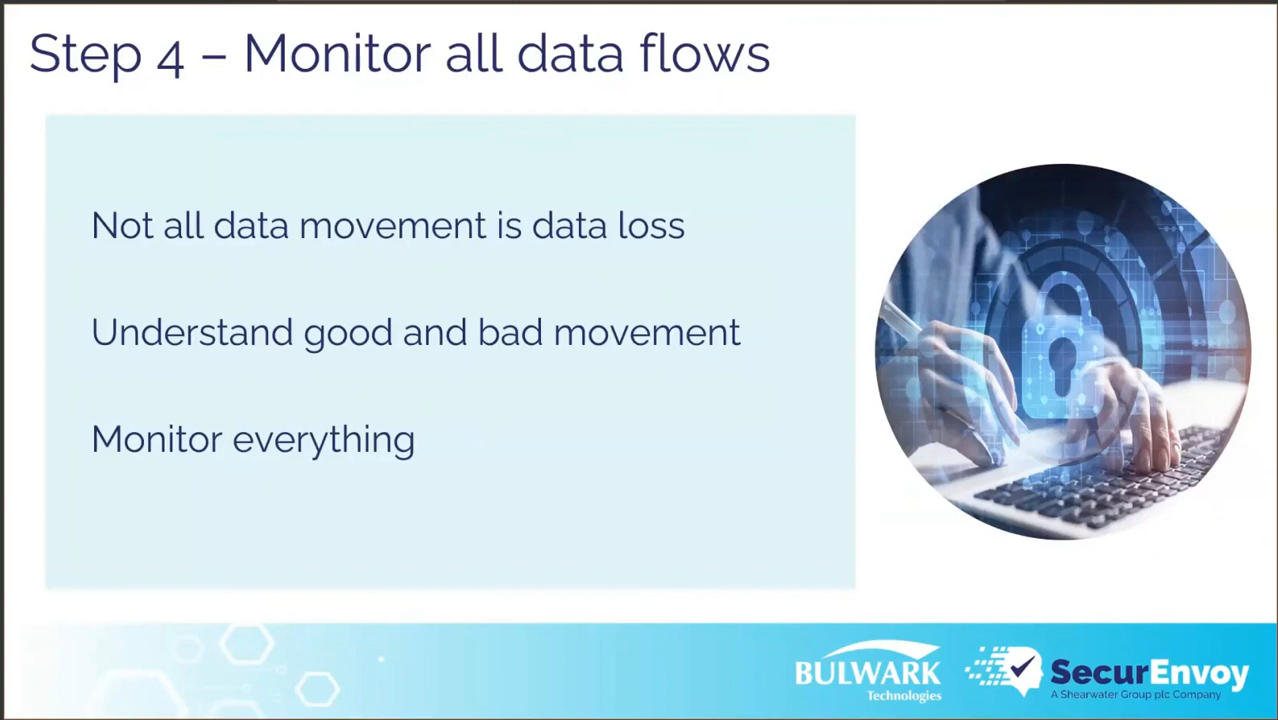 Step 4 – Monitor all data flows
Not all data movement is data loss
Understand good and bad movement
Monitor everything
BULWARK
Technologies
SecurEnvoy
A Shearwater Group plc Company